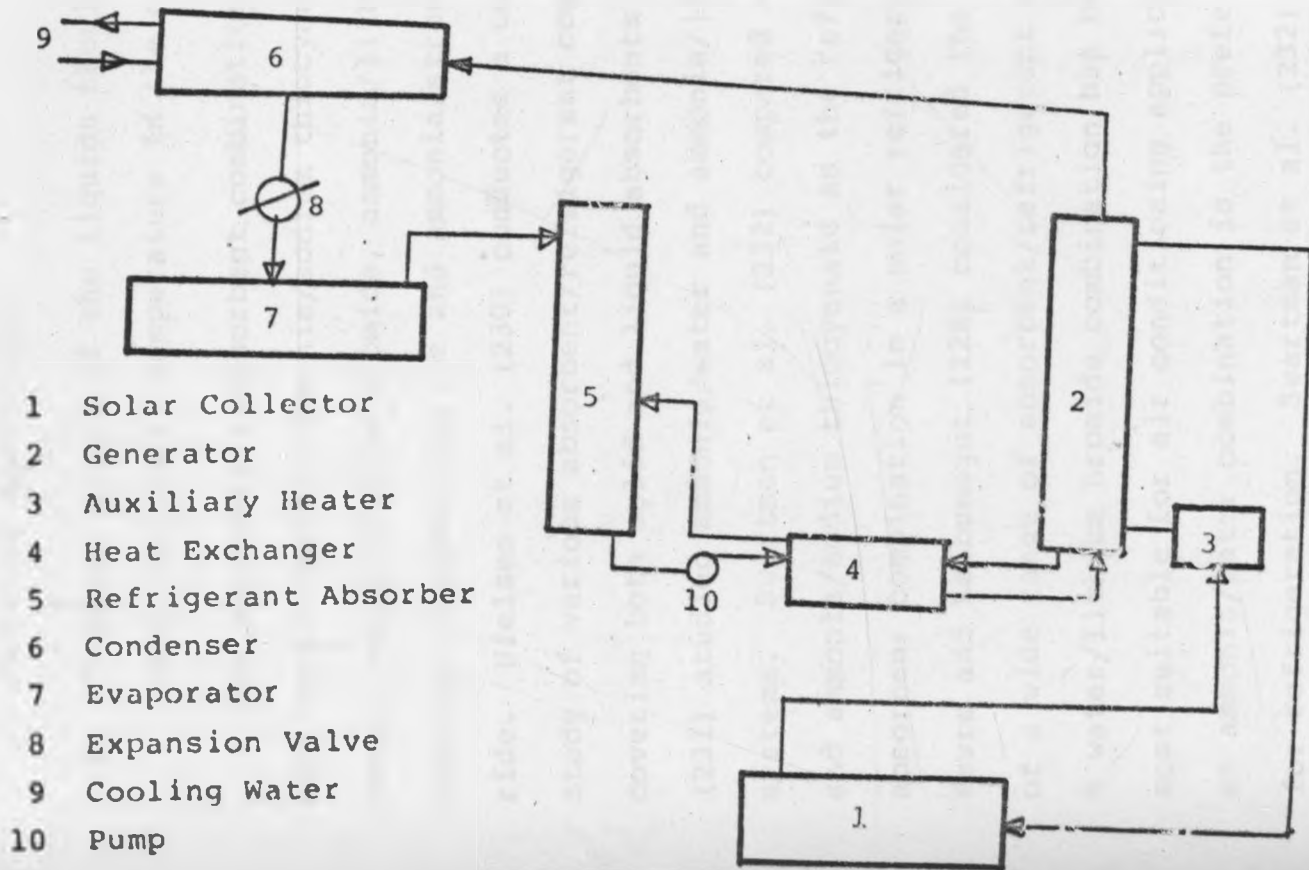 9
6
8
7
5
2
4
3
10
1
1 Solar Collector
2 Generator
3 Auxiliary Heater
4 Heat Exchanger
5 Refrigerant Absorber
6 Condenser
7 Evaporator
8 Expansion Valve
9 Cooling Water
10 Pump